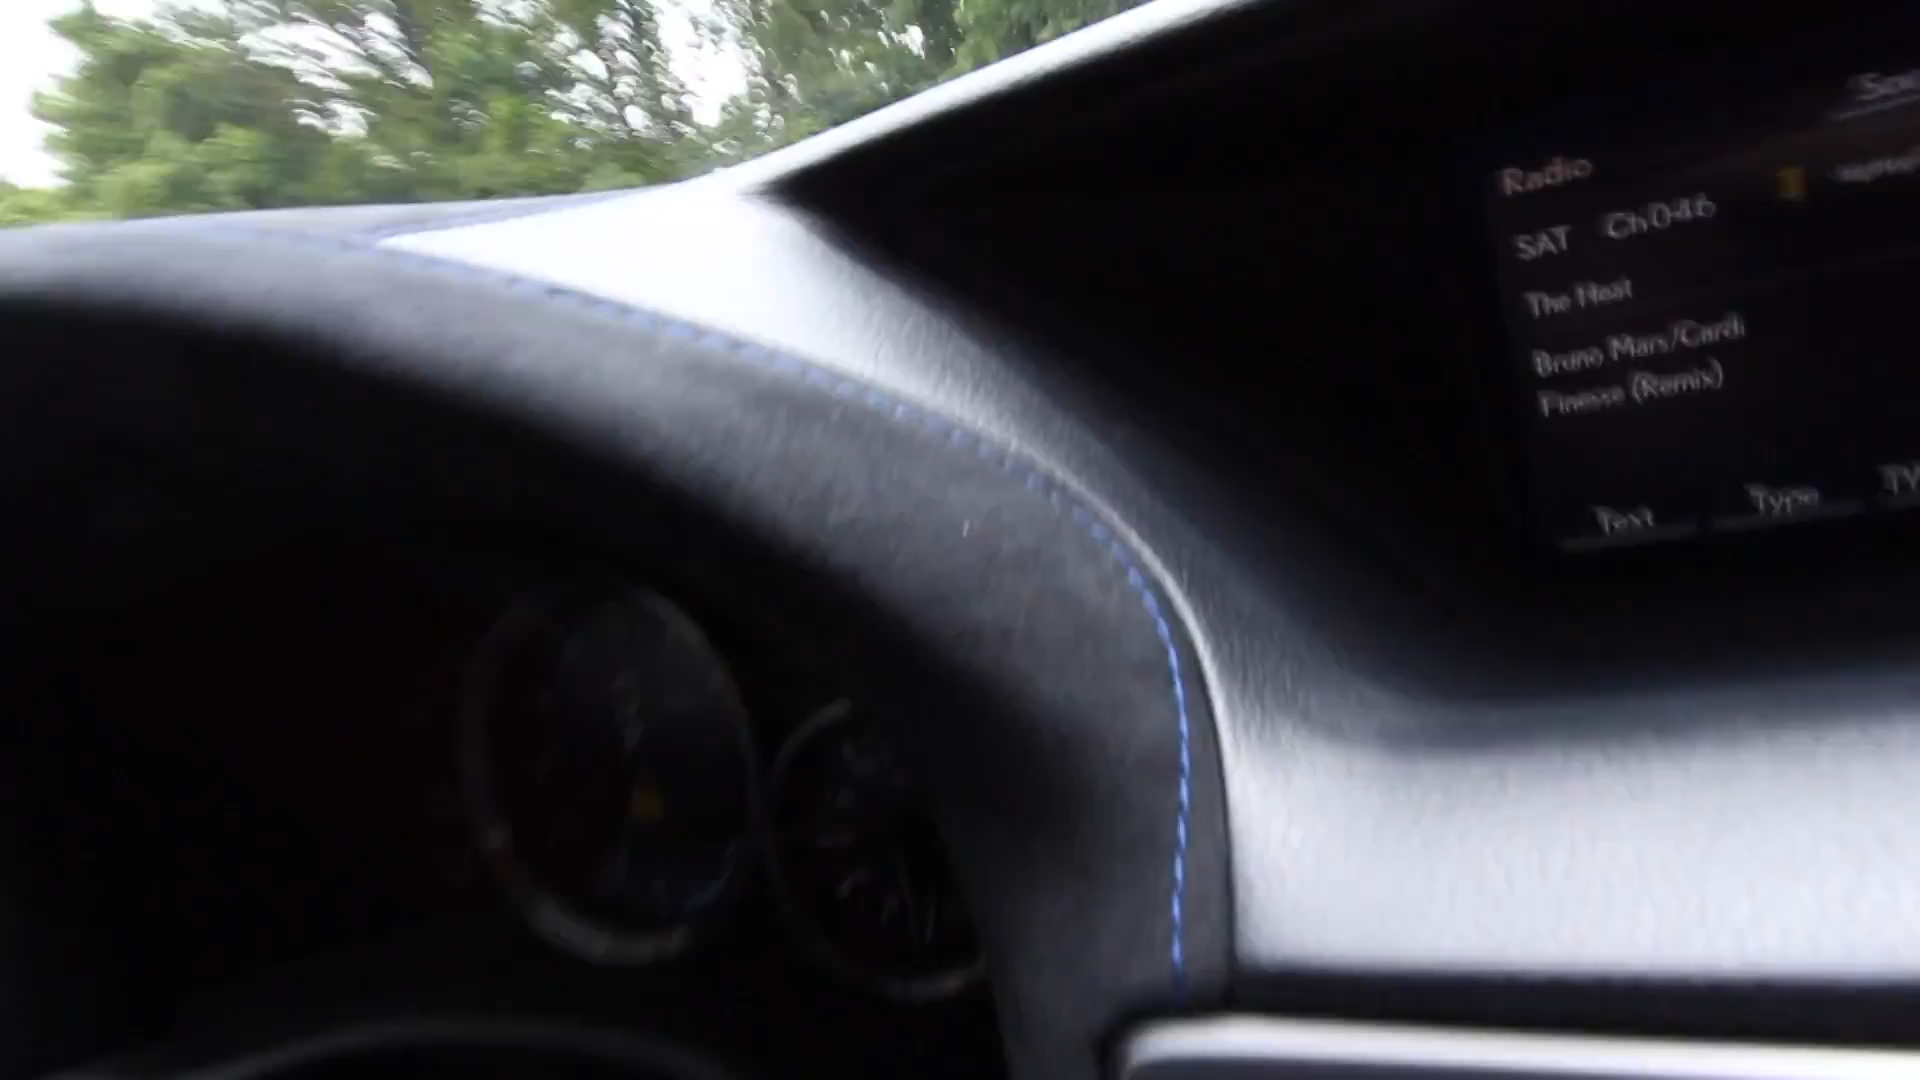 Radio
SAT Ch 046
The Heat
Bruno Mars/Cardi
Finesse (Remix)
Text Type